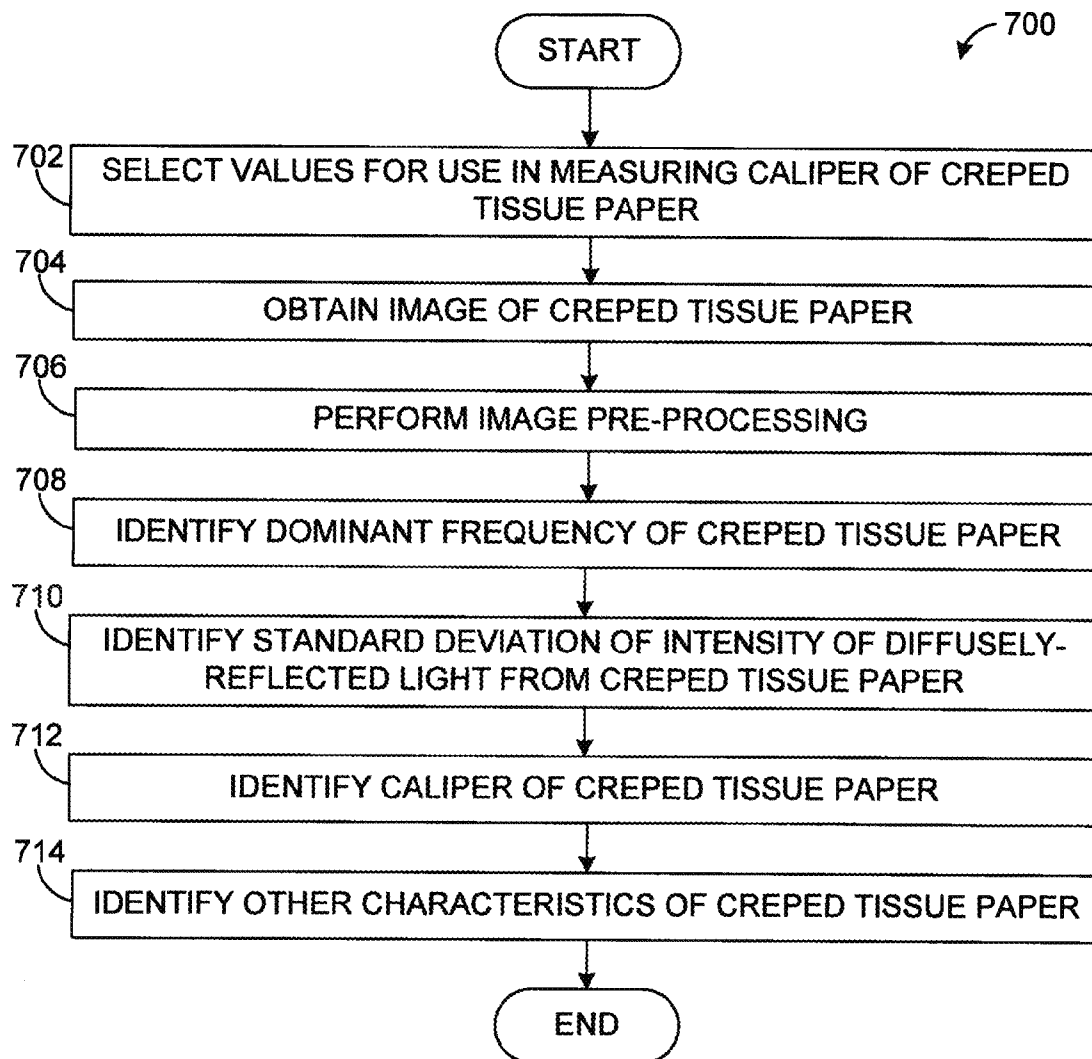 START
700
702
SELECT VALUES FOR USE IN MEASURING CALIPER OF CREPED
TISSUE PAPER
704
OBTAIN IMAGE OF CREPED TISSUE PAPER
706
PERFORM IMAGE PRE-PROCESSING
708
IDENTIFY DOMINANT FREQUENCY OF CREPED TISSUE PAPER
710
IDENTIFY STANDARD DEVIATION OF INTENSITY OF DIFFUSELY-
REFLECTED LIGHT FROM CREPED TISSUE PAPER
712
IDENTIFY CALIPER OF CREPED TISSUE PAPER
714
IDENTIFY OTHER CHARACTERISTICS OF CREPED TISSUE PAPER
END